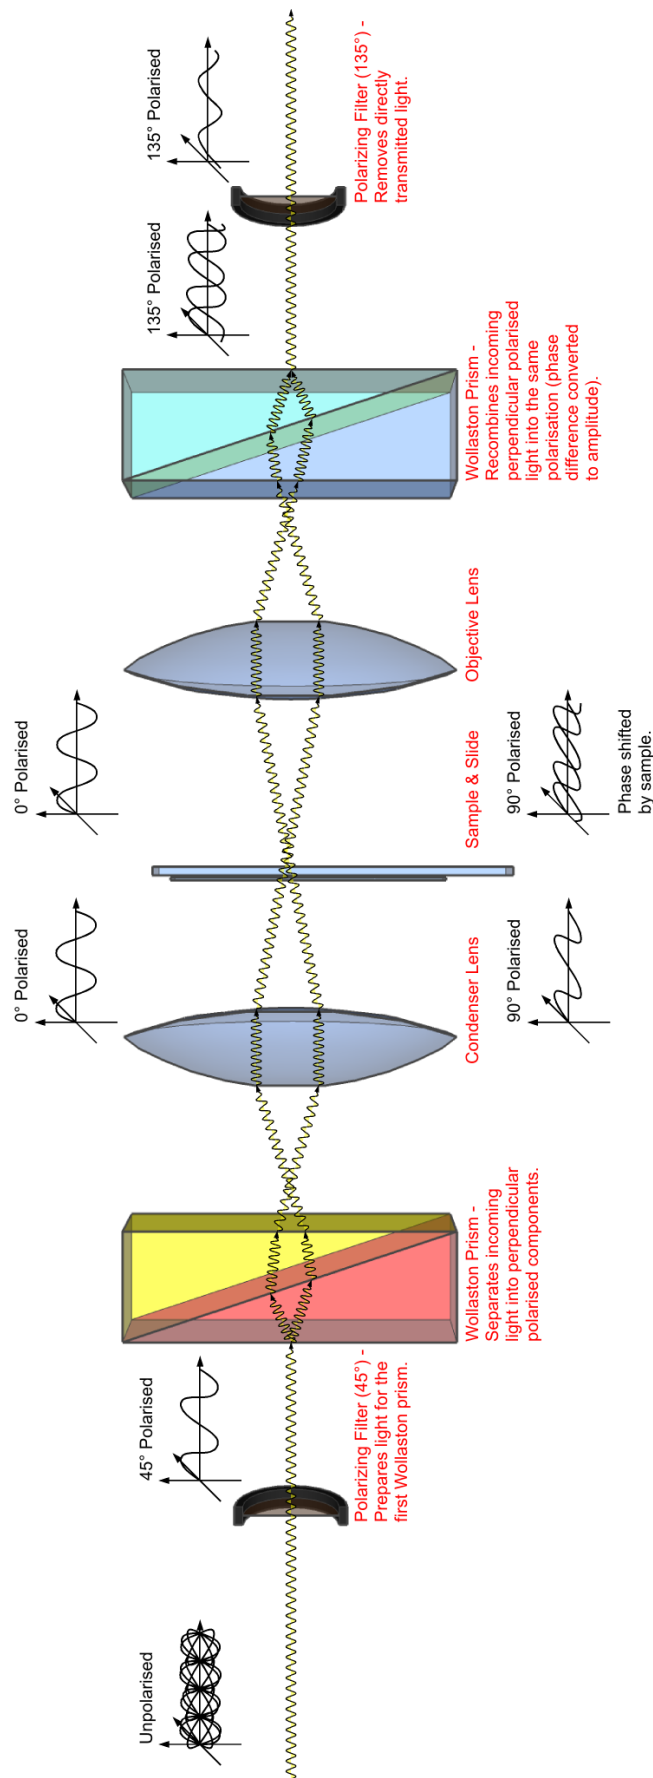 Unpolarised
45° Polarised
0° Polarised
0° Polarised
135° Polarised
135° Polarised
Polarizing Filter (45°) -
Prepares light for the
first Wollaston prism.
Wollaston Prism -
Separates incoming
light into perpendicular
polarised components.
Condenser Lens
Sample & Slide
Objective Lens
Wollaston Prism -
Recombines incoming
perpendicular polarised
light into the same
polarisation (phase
difference converted
to amplitude).
Polarizing Filter (135°) -
Removes directly
transmitted light.
90° Polarised
90° Polarised
Phase shifted
by sample.